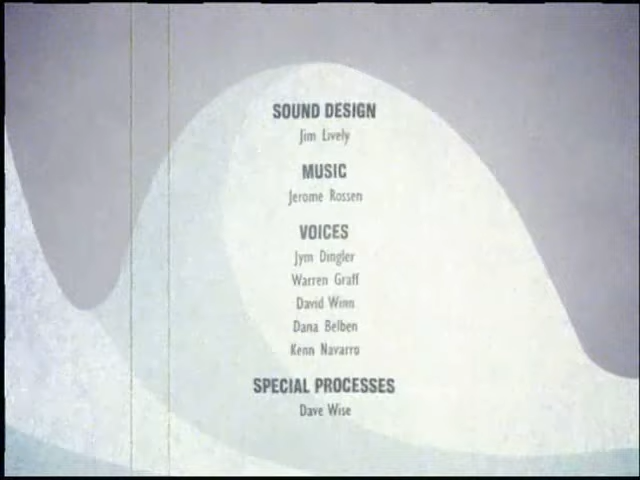 SOUND DESIGN
Jim Lively
MUSIC
Jerome Rossen
VOICES
Jym Dingler
Warren Graff
David Winn
Dana Belben
Kenn Navarro
SPECIAL PROCESSES
Dave Wise